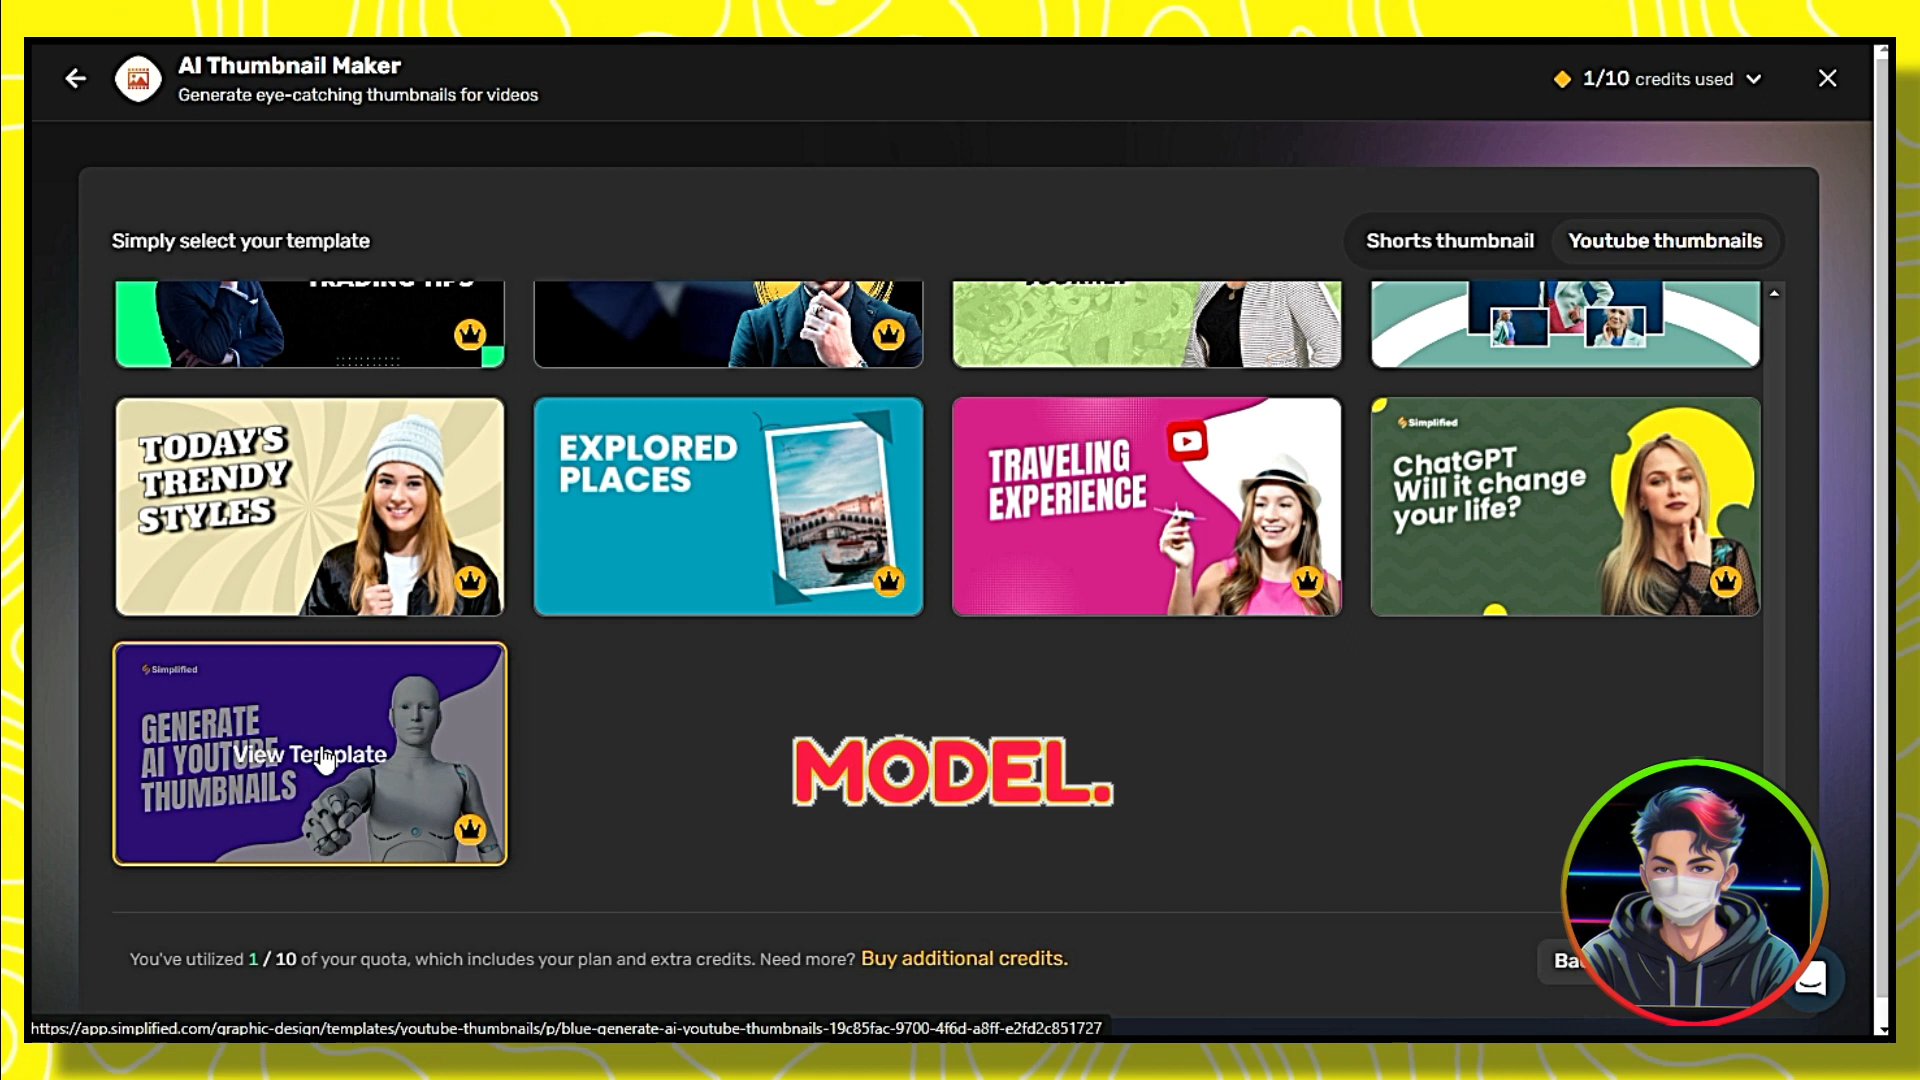 AI Thumbnail Maker
Generate eye-catching thumbnails for videos
1/10 credits used
Simply select your template
Shorts thumbnail
Youtube thumbnails
TRADING TIPS
TODAY'S
TRENDY
STYLES
EXPLORED
PLACES
TRAVELING
EXPERIENCE
Simplified
ChatGPT
Will it change
your life?
Simplified
GENERATE
AI YOUTUBE
THUMBNAILS
View Template
MODEL.
You've utilized 1 / 10 of your quota, which includes your plan and extra credits. Need more? Buy additional credits.
https://app.simplified.com/graphic-design/templates/youtube-thumbnails/p/blue-generate-ai-youtube-thumbnails-19c85fac-9700-4f6d-a8ff-e2fd2c851727